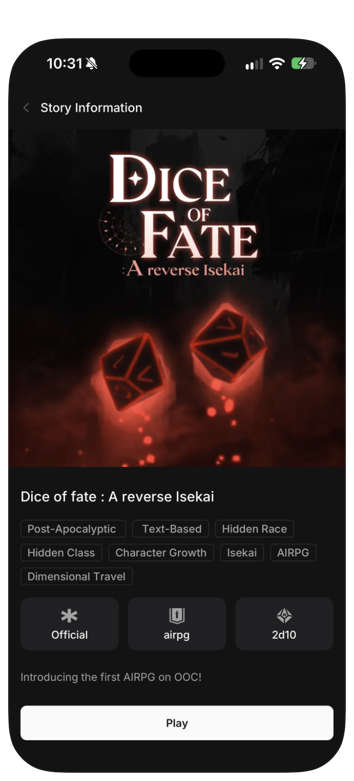 10:31
Story Information
DICE
OF
FATE
: A reverse Isekai
Dice of fate : A reverse Isekai
Post-Apocalyptic Text-Based Hidden Race
Hidden Class Character Growth Isekai AIRPG
Dimensional Travel
Official airpg 2d10
Introducing the first AIRPG on OOC!
Play